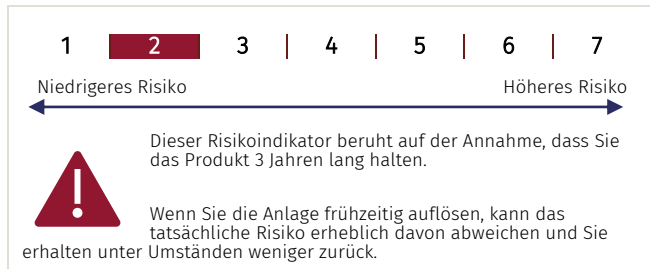 1 2 3 4 5 6 7
Niedrigeres Risiko Höheres Risiko
Dieser Risikoindikator beruht auf der Annahme, dass Sie
das Produkt 3 Jahren lang halten.
Wenn Sie die Anlage frühzeitig auflösen, kann das
tatsächliche Risiko erheblich davon abweichen und Sie
erhalten unter Umständen weniger zurück.